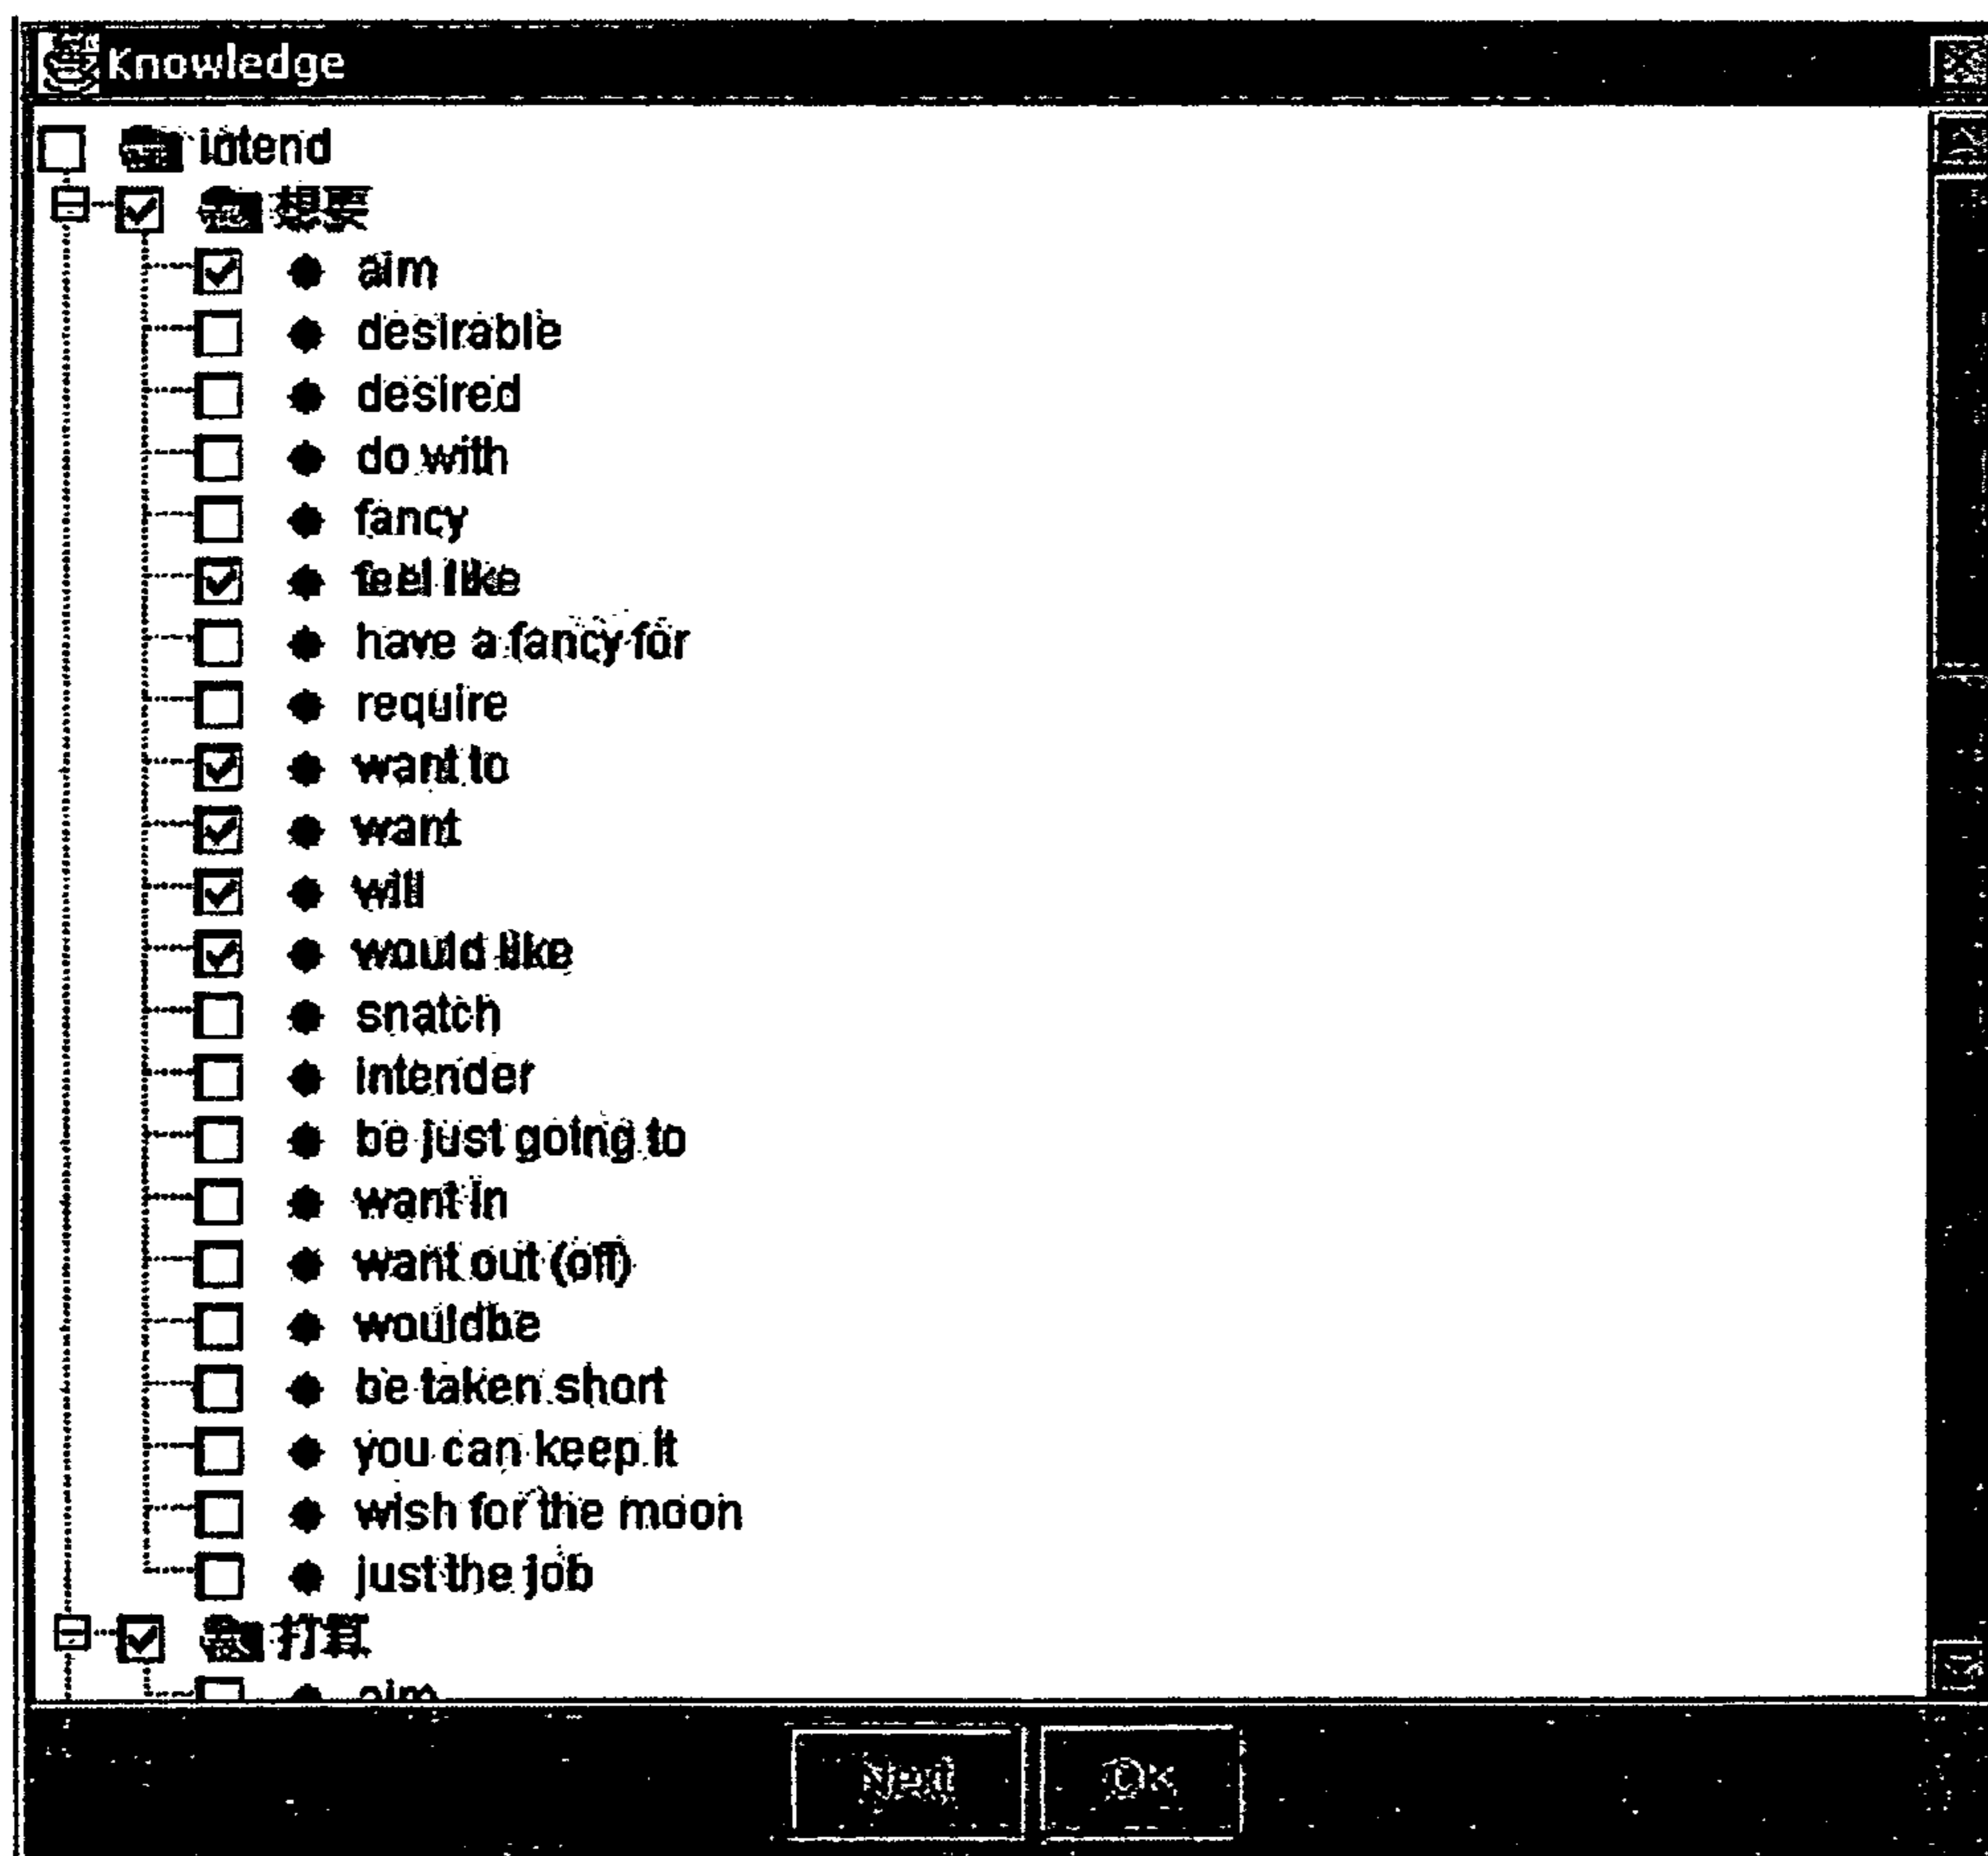 Knowledge
intend
想要
aim
desirable
desired
do with
fancy
feel like
have a fancy for
require
want to
want
will
would like
snatch
intender
be just going to
want in
want out (off)
wouldbe
be taken short
you can keep it
wish for the moon
just the job
打算
aim
Next
OK